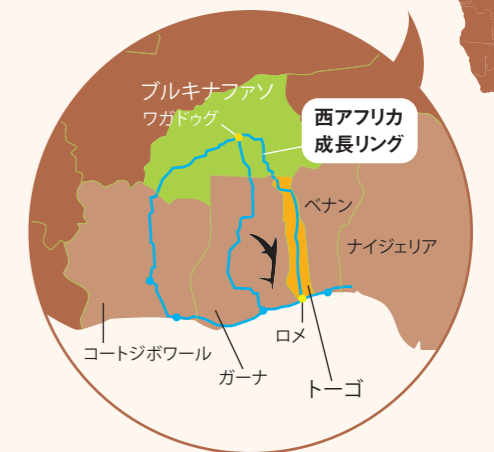 ブルキナファソ
ワガドゥグ
西アフリカ
成長リング
ベナン
ナイジェリア
コートジボワール
ガーナ
ロメ
トーゴ